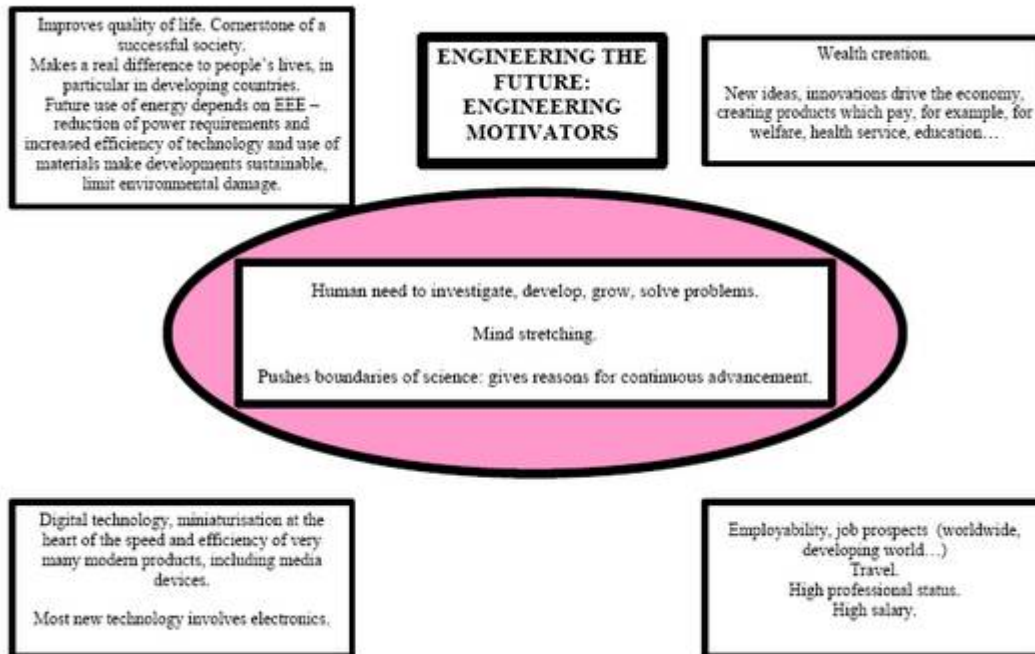 Improves quality of life. Cornerstone of a
successful society.
Makes a real difference to people's lives, in
particular in developing countries.
Future use of energy depends on EEE –
reduction of power requirements and
increased efficiency of technology and use of
materials make developments sustainable,
limit environmental damage.
ENGINEERING THE
FUTURE:
ENGINEERING
MOTIVATORS
Wealth creation.
New ideas, innovations drive the economy,
creating products which pay, for example, for
welfare, health service, education…
Human need to investigate, develop, grow, solve problems.
Mind stretching.
Pushes boundaries of science: gives reasons for continuous advancement.
Digital technology, miniaturisation at the
heart of the speed and efficiency of very
many modern products, including media
devices.
Most new technology involves electronics.
Employability, job prospects (worldwide,
developing world…)
Travel.
High professional status.
High salary.